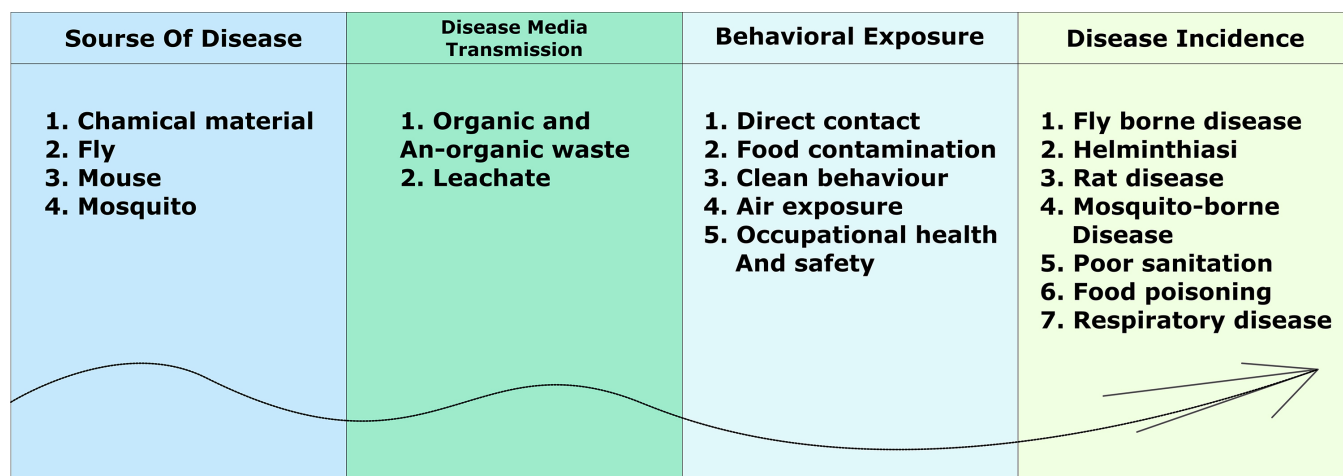 Sourse Of Disease
Disease Media
Transmission
Behavioral Exposure
Disease Incidence
1. Chamical material
2. Fly
3. Mouse
4. Mosquito
1. Organic and
An-organic waste
2. Leachate
1. Direct contact
2. Food contamination
3. Clean behaviour
4. Air exposure
5. Occupational health
And safety
1. Fly borne disease
2. Helminthiasi
3. Rat disease
4. Mosquito-borne
Disease
5. Poor sanitation
6. Food poisoning
7. Respiratory disease